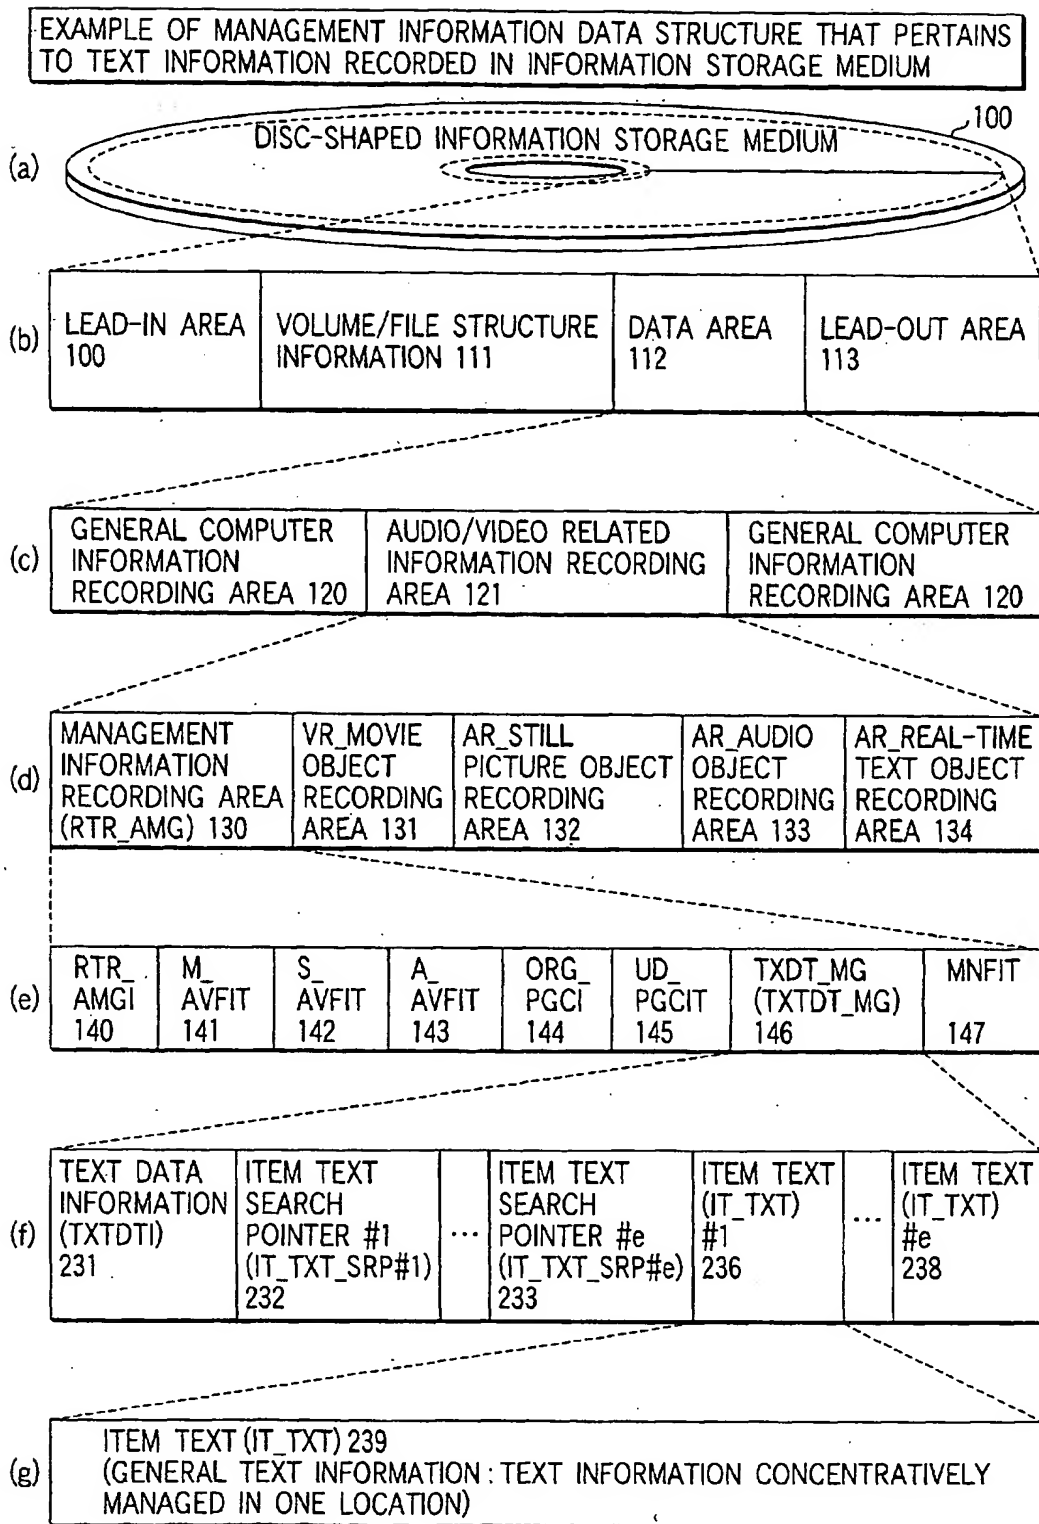 EXAMPLE OF MANAGEMENT INFORMATION DATA STRUCTURE THAT PERTAINS
TO TEXT INFORMATION RECORDED IN INFORMATION STORAGE MEDIUM
100
DISC-SHAPED INFORMATION STORAGE MEDIUM
(a)
(b)
LEAD-IN AREA
100
VOLUME/FILE STRUCTURE
INFORMATION 111
DATA AREA
112
LEAD-OUT AREA
113
(c)
GENERAL COMPUTER
INFORMATION
RECORDING AREA 120
AUDIO/VIDEO RELATED
INFORMATION RECORDING
AREA 121
GENERAL COMPUTER
INFORMATION
RECORDING AREA 120
(d)
MANAGEMENT
INFORMATION
RECORDING AREA
(RTR_AMG) 130
VR_MOVIE
OBJECT
RECORDING
AREA 131
AR_STILL
PICTURE OBJECT
RECORDING
AREA 132
AR_AUDIO
OBJECT
RECORDING
AREA 133
AR_REAL-TIME
TEXT OBJECT
RECORDING
AREA 134
(e)
RTR_
AMGI
140
M_
AVFIT
141
S_
AVFIT
142
A_
AVFIT
143
ORG_
PGCI
144
UD_
PGCIT
145
TXDT_MG
(TXTDT_MG)
146
MNFIT
147
(f)
TEXT DATA
INFORMATION
(TXTDTI)
231
ITEM TEXT
SEARCH
POINTER #1
(IT_TXT_SRP#1)
232
...
ITEM TEXT
SEARCH
POINTER #e
(IT_TXT_SRP#e)
233
ITEM TEXT
(IT_TXT)
#1
236
...
ITEM TEXT
(IT_TXT)
#e
238
(g)
ITEM TEXT (IT_TXT) 239
(GENERAL TEXT INFORMATION : TEXT INFORMATION CONCENTRATIVELY
MANAGED IN ONE LOCATION)